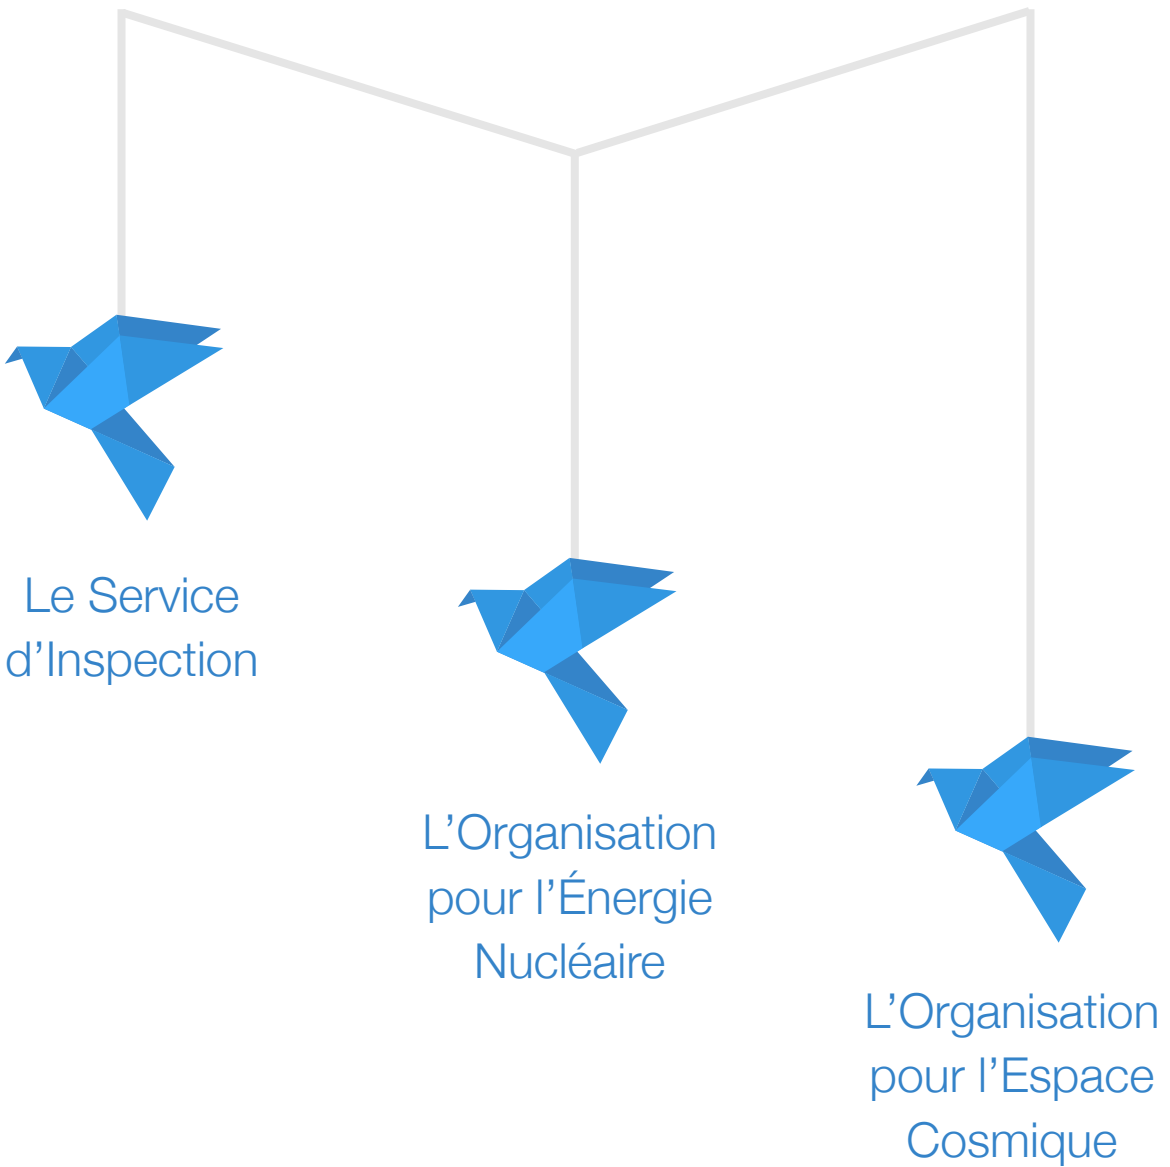 Le Service
d’Inspection
L’Organisation
pour l’Énergie
Nucléaire
L’Organisation
pour l’Espace
Cosmique